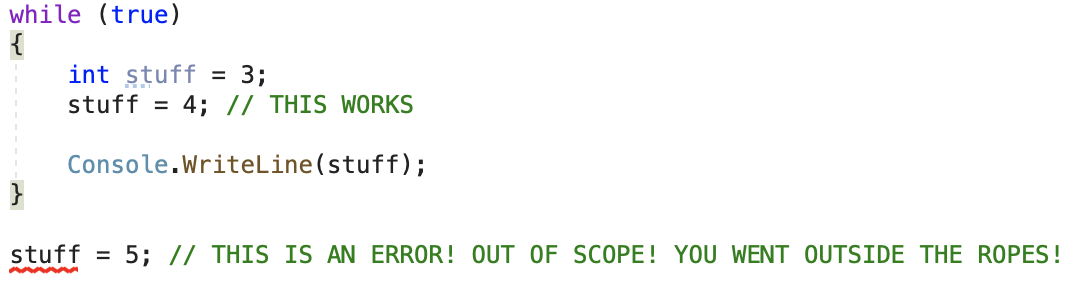 while (true)
{
int stuff = 3;
stuff = 4; // THIS WORKS
Console.WriteLine(stuff);
}
stuff = 5; // THIS IS AN ERROR! OUT OF SCOPE! YOU WENT OUTSIDE THE ROPES!